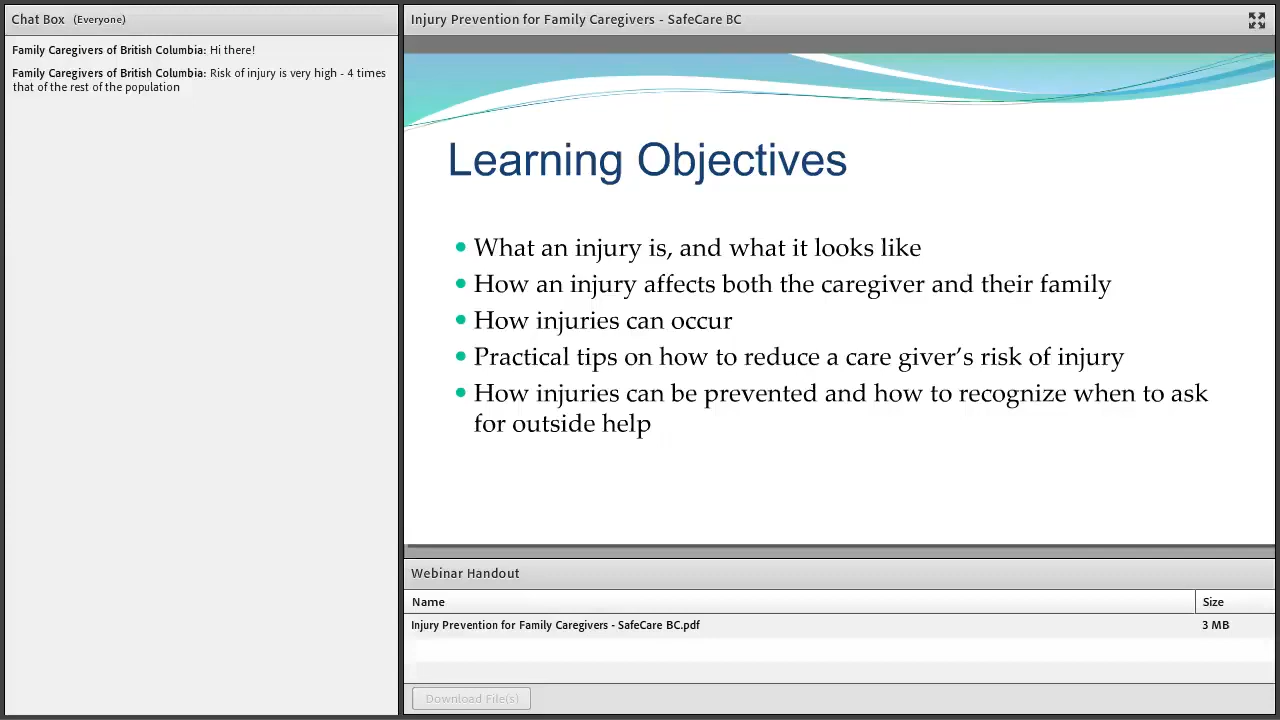 Chat Box (Everyone)
Family Caregivers of British Columbia: Hi there!
Family Caregivers of British Columbia: Risk of injury is very high - 4 times
that of the rest of the population
Injury Prevention for Family Caregivers - SafeCare BC
Learning Objectives
• What an injury is, and what it looks like
• How an injury affects both the caregiver and their family
• How injuries can occur
• Practical tips on how to reduce a care giver’s risk of injury
• How injuries can be prevented and how to recognize when to ask
for outside help
Webinar Handout
Name Size
Injury Prevention for Family Caregivers - SafeCare BC.pdf 3 MB
Download File(s)